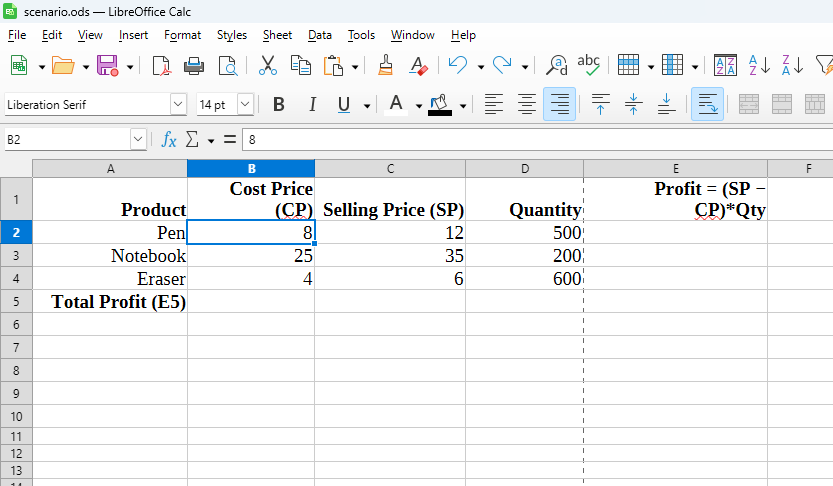 scenario.ods — LibreOffice Calc
File Edit View Insert Format Styles Sheet Data Tools Window Help
Liberation Serif 14 pt B I U A
B2 fx Σ = 8
A B C D E F
1 Product Cost Price (CP) Selling Price (SP) Quantity Profit = (SP − CP)*Qty
2 Pen 8 12 500
3 Notebook 25 35 200
4 Eraser 4 6 600
5 Total Profit (E5)
6
7
8
9
10
11
12
13